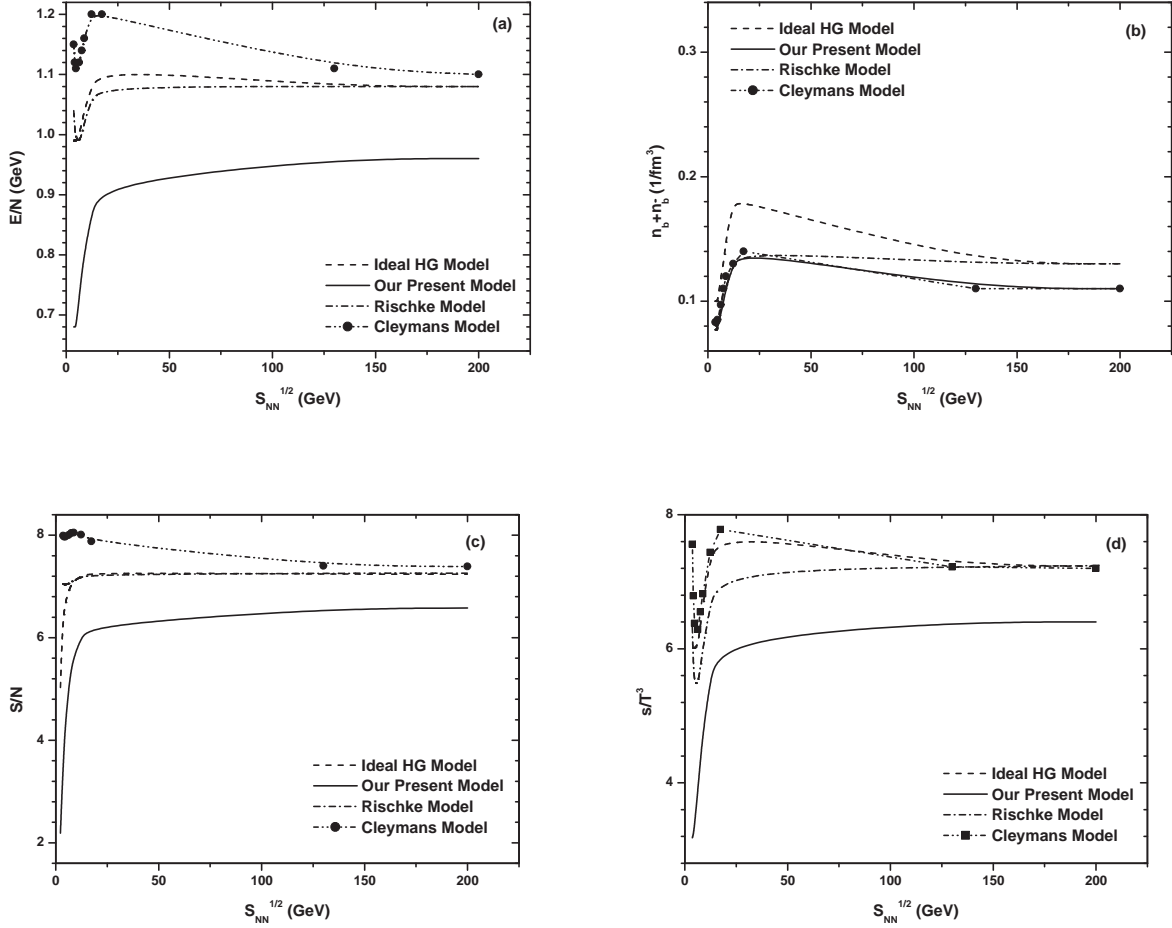 (a)
1.2
1.1
1.0
0.9
0.8
0.7
E/N (GeV)
Ideal HG Model
Our Present Model
Rischke Model
Cleymans Model
0 50 100 150 200
S_NN^1/2 (GeV)
(b)
0.3
0.2
0.1
n_b+n_b̄ (1/fm^3)
Ideal HG Model
Our Present Model
Rischke Model
Cleymans Model
0 50 100 150 200
S_NN^1/2 (GeV)
(c)
8
6
4
2
S/N
Ideal HG Model
Our Present Model
Rischke Model
Cleymans Model
0 50 100 150 200
S_NN^1/2 (GeV)
(d)
8
6
4
s/T^3
Ideal HG Model
Our Present Model
Rischke Model
Cleymans Model
0 50 100 150 200
S_NN^1/2 (GeV)